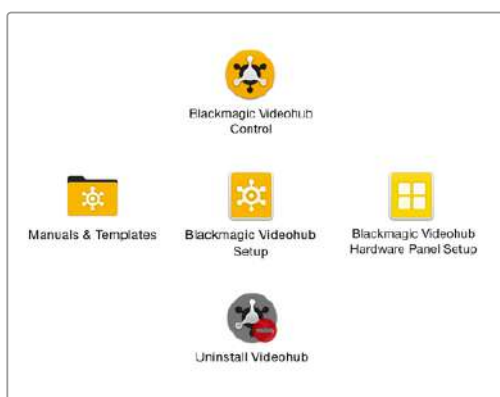 Blackmagic Videohub
Control
Manuals & Templates
Blackmagic Videohub
Setup
Blackmagic Videohub
Hardware Panel Setup
Uninstall Videohub